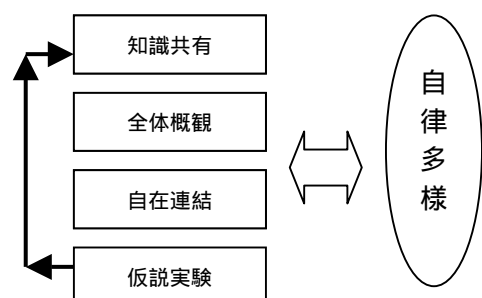 知識共有
全体概観
自在連結
仮説実験
自律多様